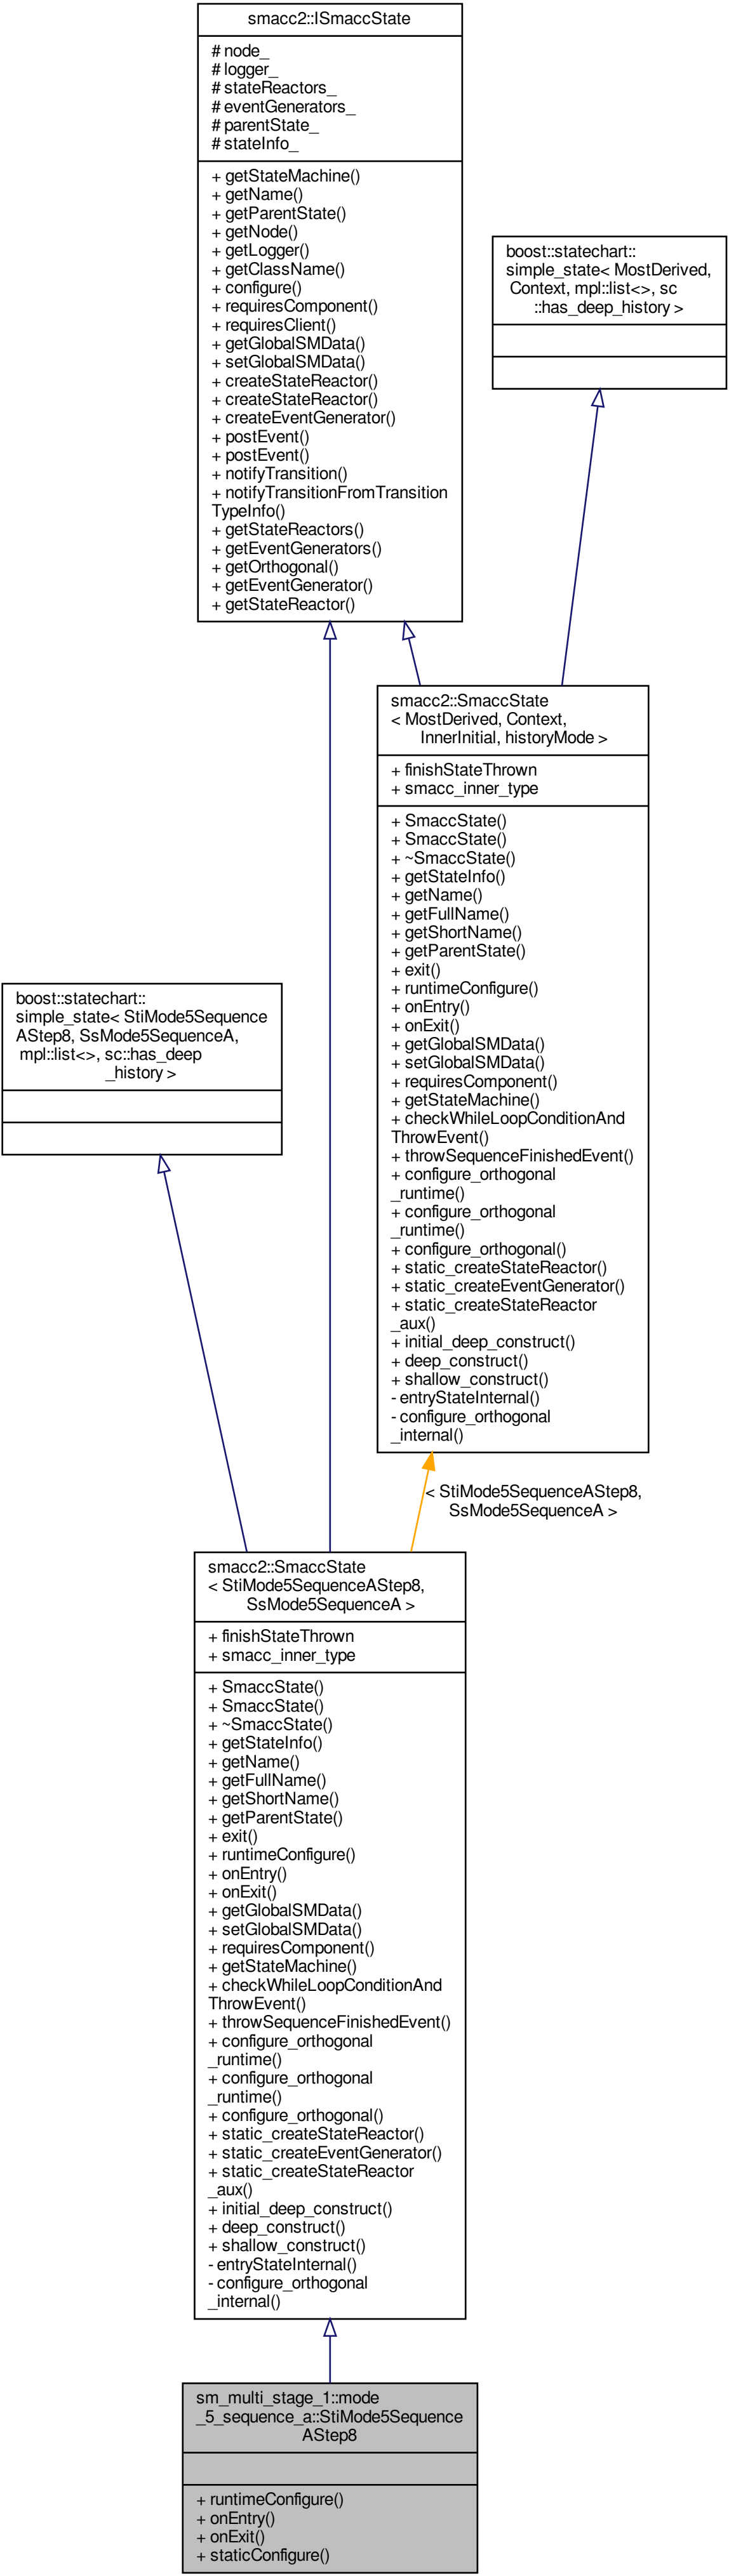 smacc2::ISmaccState
# node_
# logger_
# stateReactors_
# eventGenerators_
# parentState_
# stateInfo_
+ getStateMachine()
+ getName()
+ getParentState()
+ getNode()
+ getLogger()
+ getClassName()
+ configure()
+ requiresComponent()
+ requiresClient()
+ getGlobalSMData()
+ setGlobalSMData()
+ createStateReactor()
+ createStateReactor()
+ createEventGenerator()
+ postEvent()
+ postEvent()
+ notifyTransition()
+ notifyTransitionFromTransition
TypeInfo()
+ getStateReactors()
+ getEventGenerators()
+ getOrthogonal()
+ getEventGenerator()
+ getStateReactor()
boost::statechart::
simple_state< MostDerived,
Context, mpl::list<>, sc
::has_deep_history >
smacc2::SmaccState
< MostDerived, Context,
InnerInitial, historyMode >
+ finishStateThrown
+ smacc_inner_type
+ SmaccState()
+ SmaccState()
+ ~SmaccState()
+ getStateInfo()
+ getName()
+ getFullName()
+ getShortName()
+ getParentState()
+ exit()
+ runtimeConfigure()
+ onEntry()
+ onExit()
+ getGlobalSMData()
+ setGlobalSMData()
+ requiresComponent()
+ getStateMachine()
+ checkWhileLoopConditionAnd
ThrowEvent()
+ throwSequenceFinishedEvent()
+ configure_orthogonal
_runtime()
+ configure_orthogonal
_runtime()
+ configure_orthogonal()
+ static_createStateReactor()
+ static_createEventGenerator()
+ static_createStateReactor
_aux()
+ initial_deep_construct()
+ deep_construct()
+ shallow_construct()
- entryStateInternal()
- configure_orthogonal
_internal()
boost::statechart::
simple_state< StiMode5Sequence
AStep8, SsMode5SequenceA,
mpl::list<>, sc::has_deep
_history >
< StiMode5SequenceAStep8,
SsMode5SequenceA >
smacc2::SmaccState
< StiMode5SequenceAStep8,
SsMode5SequenceA >
+ finishStateThrown
+ smacc_inner_type
+ SmaccState()
+ SmaccState()
+ ~SmaccState()
+ getStateInfo()
+ getName()
+ getFullName()
+ getShortName()
+ getParentState()
+ exit()
+ runtimeConfigure()
+ onEntry()
+ onExit()
+ getGlobalSMData()
+ setGlobalSMData()
+ requiresComponent()
+ getStateMachine()
+ checkWhileLoopConditionAnd
ThrowEvent()
+ throwSequenceFinishedEvent()
+ configure_orthogonal
_runtime()
+ configure_orthogonal
_runtime()
+ configure_orthogonal()
+ static_createStateReactor()
+ static_createEventGenerator()
+ static_createStateReactor
_aux()
+ initial_deep_construct()
+ deep_construct()
+ shallow_construct()
- entryStateInternal()
- configure_orthogonal
_internal()
sm_multi_stage_1::mode
_5_sequence_a::StiMode5Sequence
AStep8
+ runtimeConfigure()
+ onEntry()
+ onExit()
+ staticConfigure()